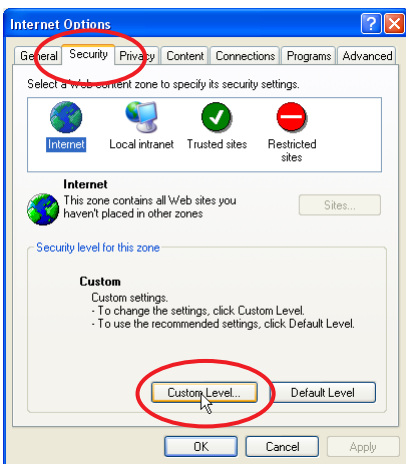 Internet Options
General Security Privacy Content Connections Programs Advanced
Select a Web content zone to specify its security settings.
Internet Local intranet Trusted sites Restricted
sites
Internet
This zone contains all Web sites you
haven't placed in other zones
Sites...
Security level for this zone
Custom
Custom settings.
- To change the settings, click Custom Level.
- To use the recommended settings, click Default Level.
Custom Level... Default Level
OK Cancel Apply